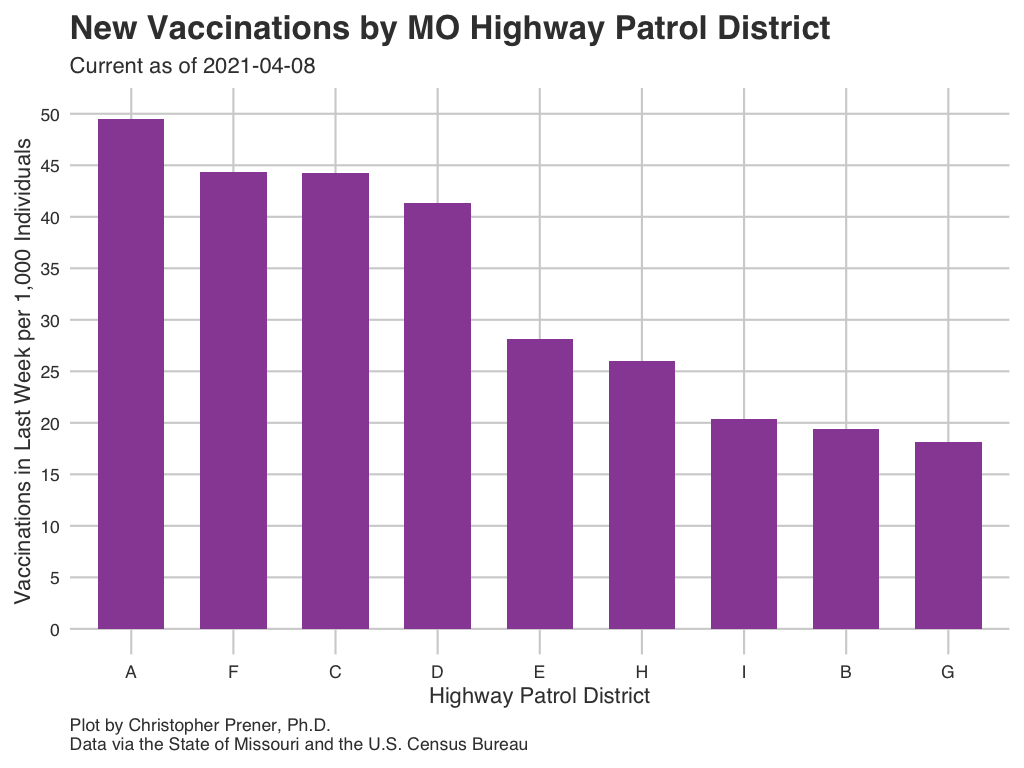 New Vaccinations by MO Highway Patrol District
Current as of 2021-04-08
Vaccinations in Last Week per 1,000 Individuals
50
45
40
35
30
25
20
15
10
5
0
A F C D E H I B G
Highway Patrol District
Plot by Christopher Prener, Ph.D.
Data via the State of Missouri and the U.S. Census Bureau